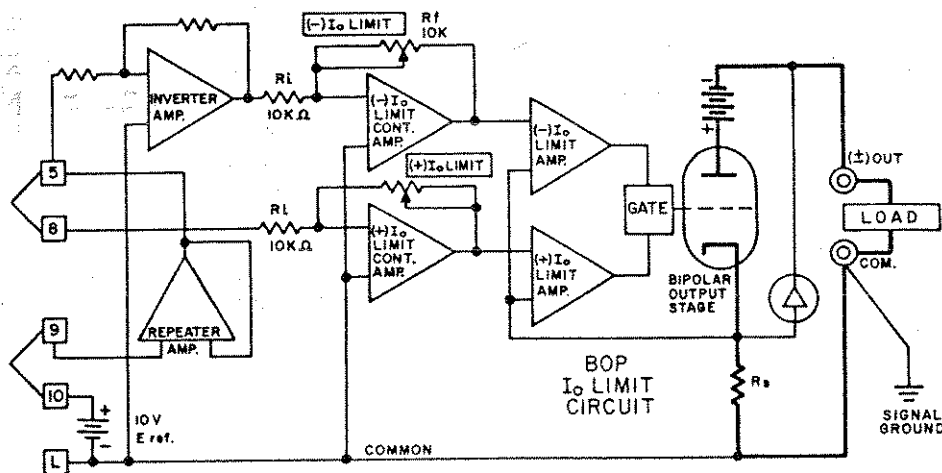 (-) Io LIMIT
Rf
10K
INVERTER
AMP.
Ri
10KΩ
(-) Io
LIMIT
CONT.
AMP.
(-) Io
LIMIT
AMP.
-
+
5
8
(+) Io LIMIT
Ri
10KΩ
(+) Io
LIMIT
CONT.
AMP.
(+) Io
LIMIT
AMP.
GATE
BIPOLAR
OUTPUT
STAGE
(±) OUT
LOAD
COM.
9
10
REPEATER
AMP.
+
-
10V
E ref.
L
COMMON
BOP
Io LIMIT
CIRCUIT
Rs
SIGNAL
GROUND